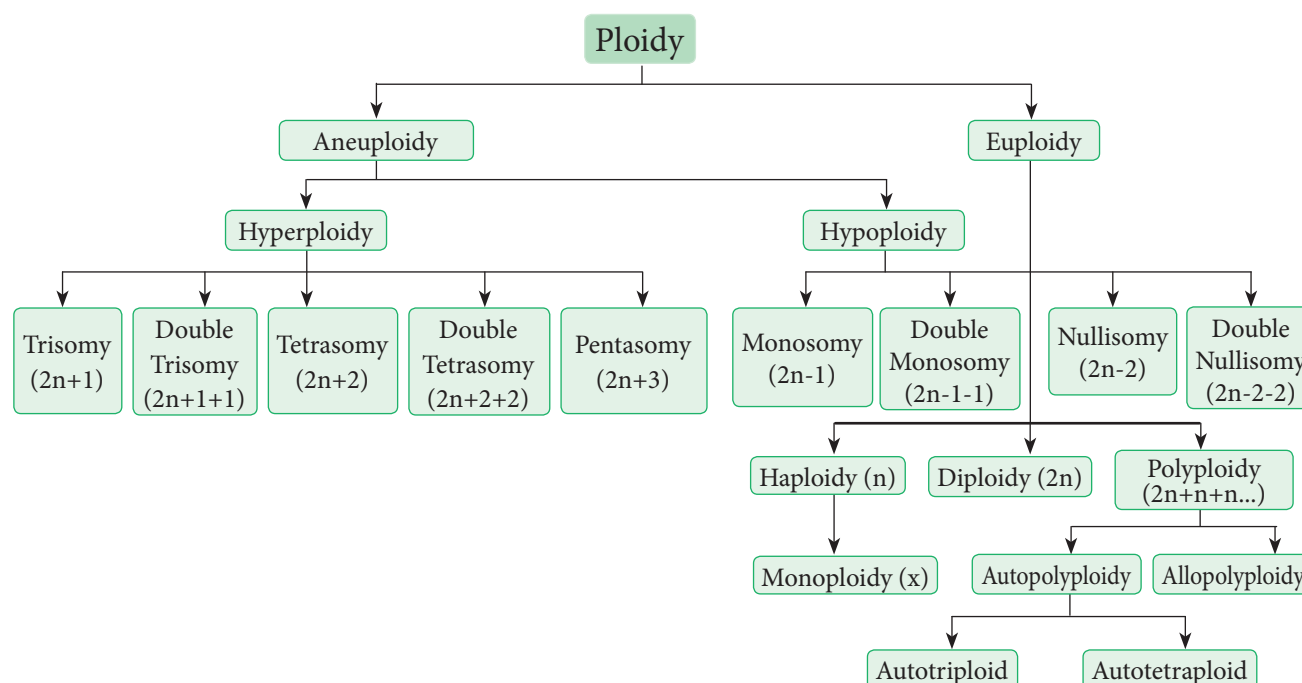 Ploidy
Aneuploidy
Euploidy
Hyperploidy
Hypoploidy
Trisomy
(2n+1)
Double
Trisomy
(2n+1+1)
Tetrasomy
(2n+2)
Double
Tetrasomy
(2n+2+2)
Pentasomy
(2n+3)
Monosomy
(2n-1)
Double
Monosomy
(2n-1-1)
Nullisomy
(2n-2)
Double
Nullisomy
(2n-2-2)
Haploidy (n)
Diploidy (2n)
Polyploidy
(2n+n+n...)
Monoploidy (x)
Autopolyploidy
Allopolyploidy
Autotriploid
Autotetraploid